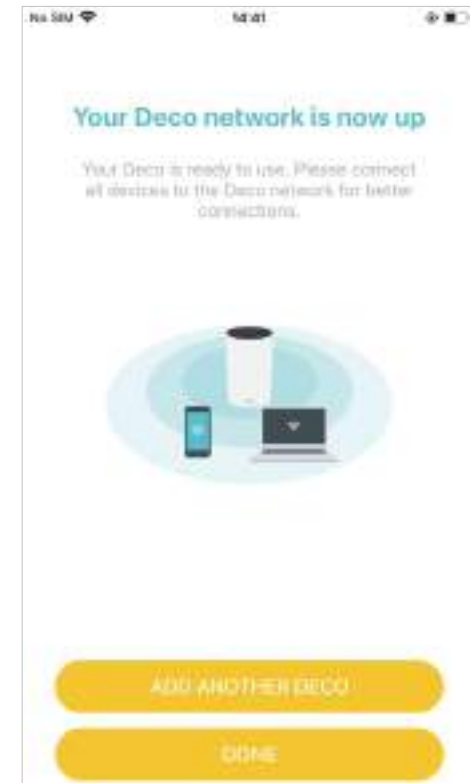 No SIM 14:41
Your Deco network is now up
Your Deco is ready to use. Please connect
all devices to the Deco network for better
connections.
ADD ANOTHER DECO
DONE